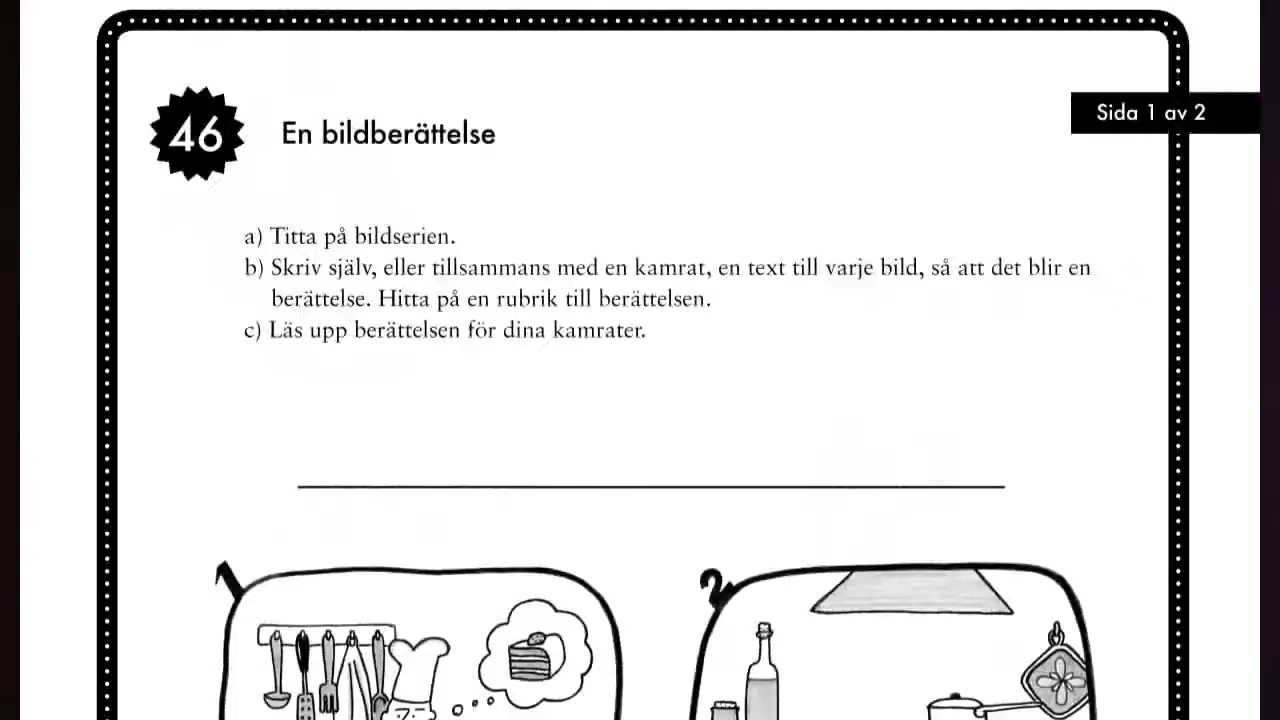 Sida 1 av 2
46
En bildberättelse
a) Titta på bildserien.
b) Skriv själv, eller tillsammans med en kamrat, en text till varje bild, så att det blir en
berättelse. Hitta på en rubrik till berättelsen.
c) Läs upp berättelsen för dina kamrater.
1
2